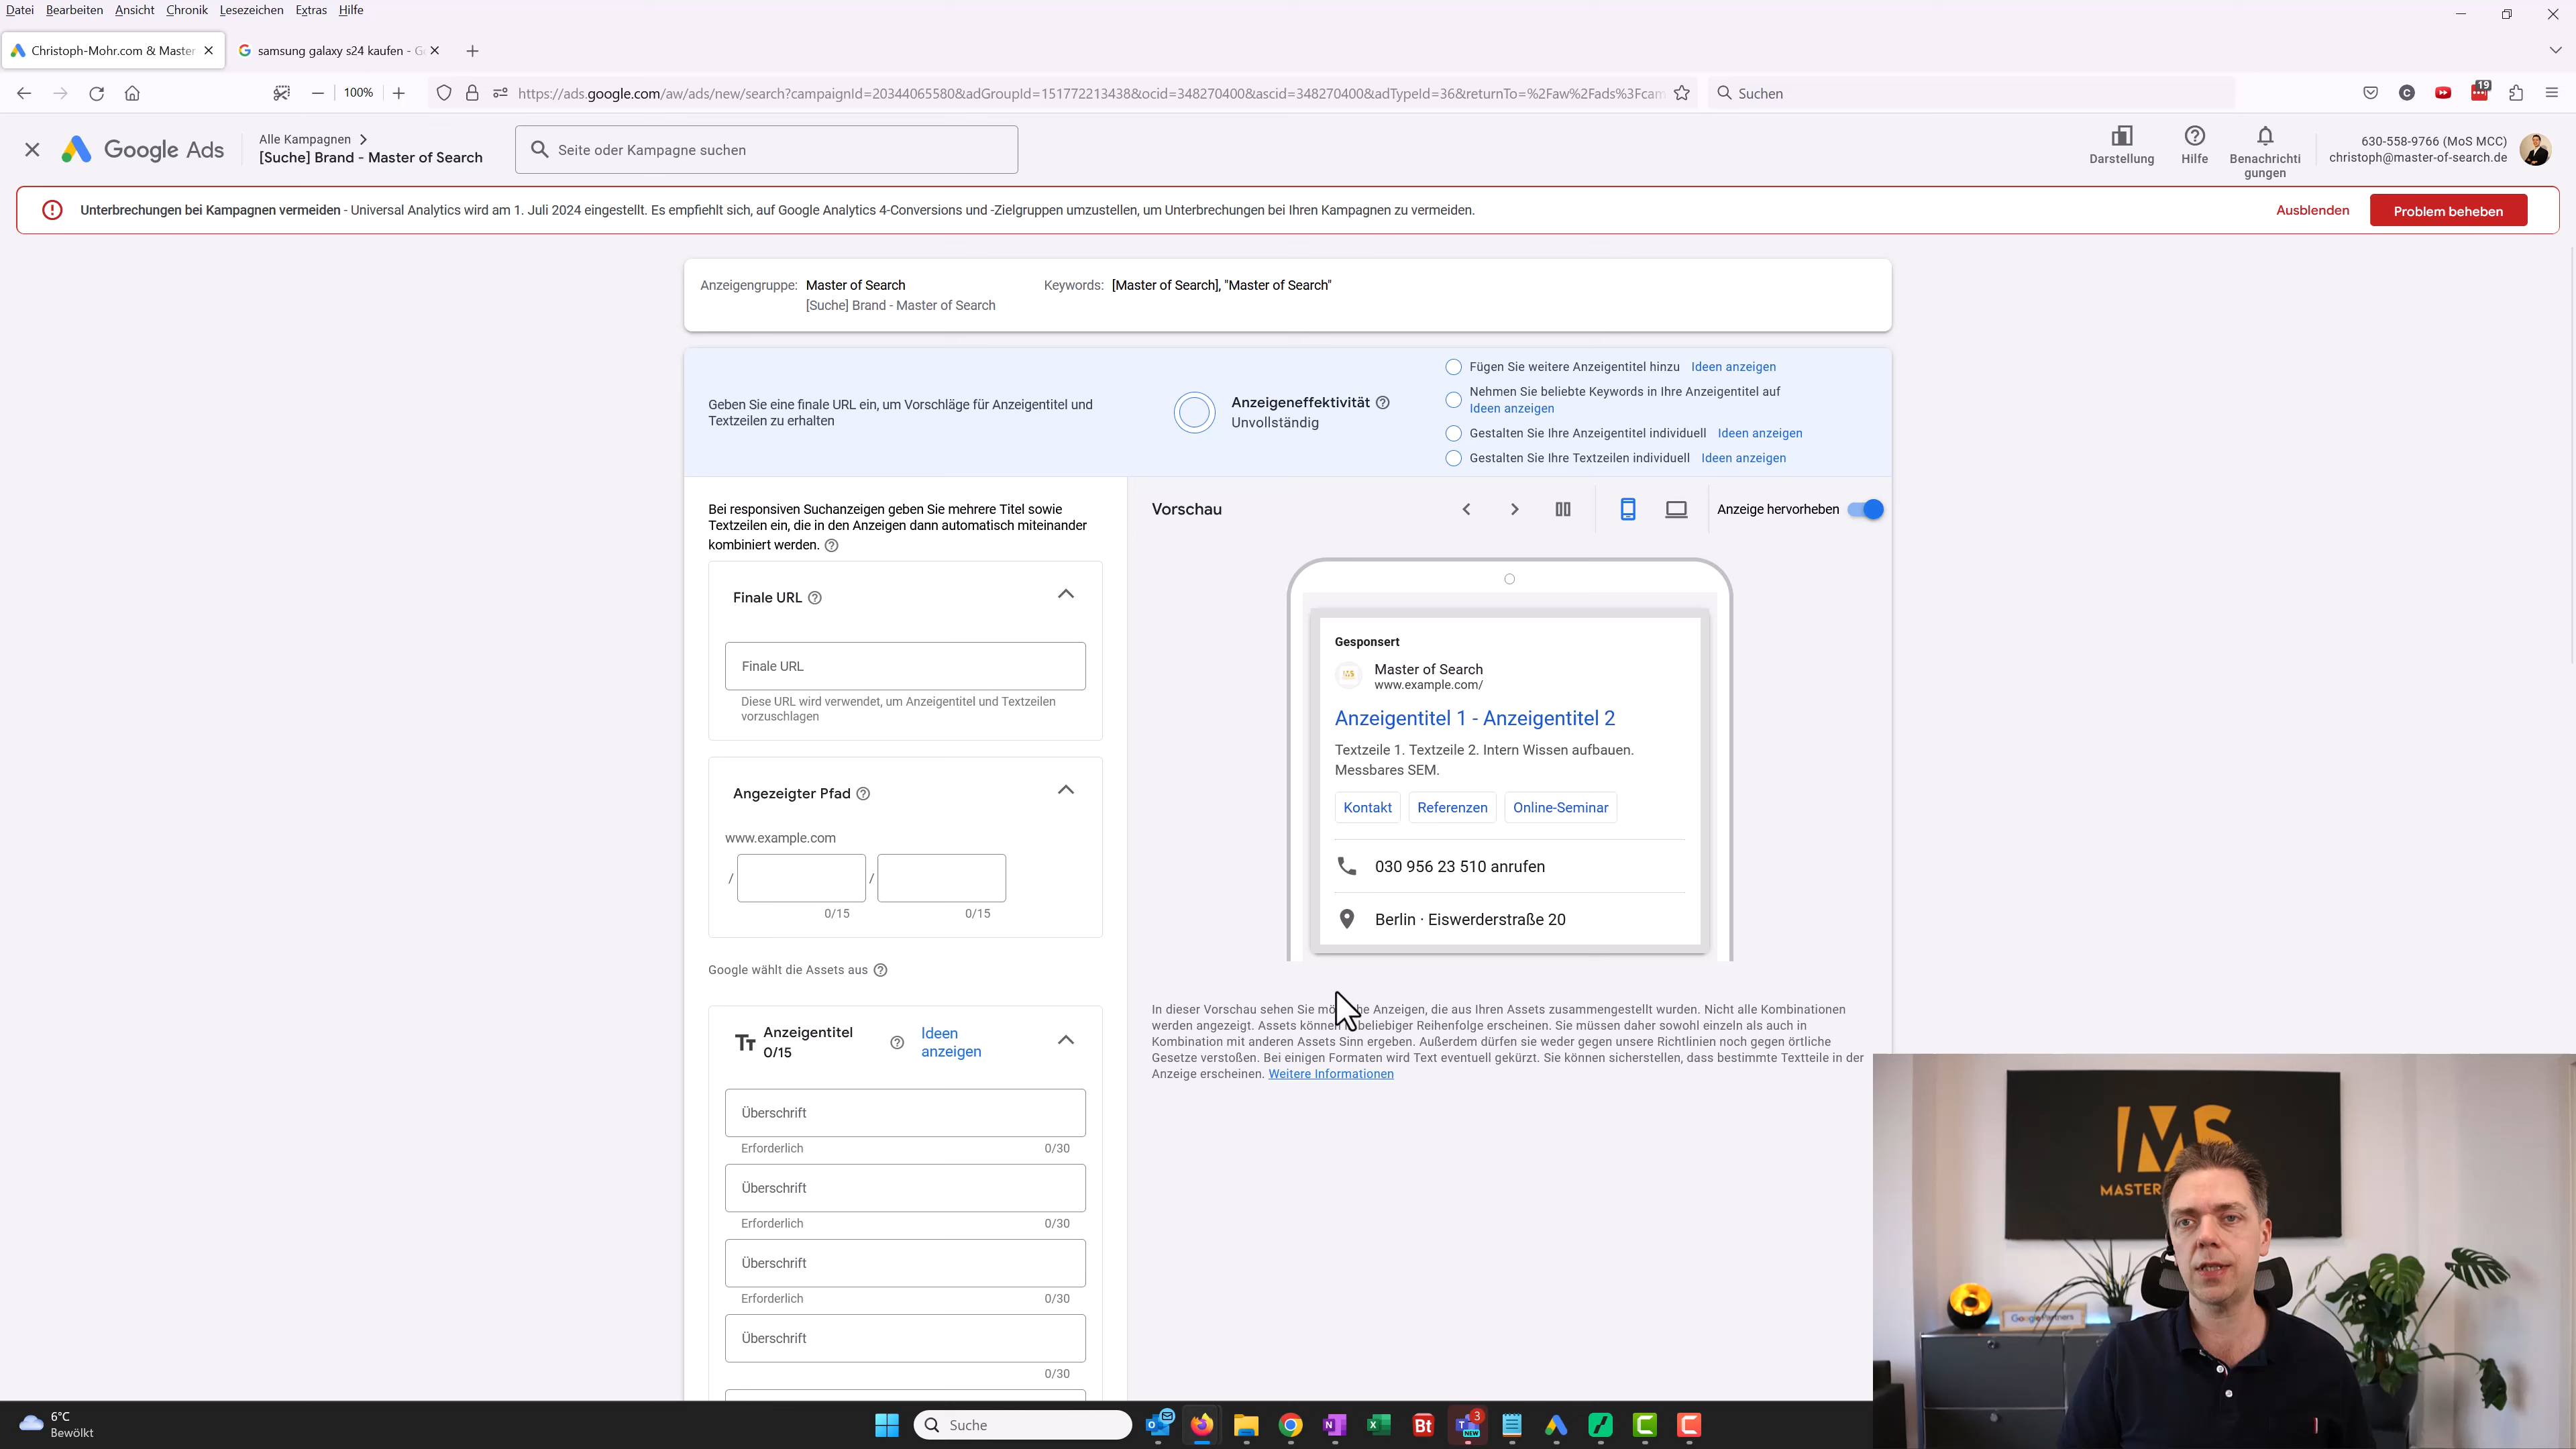 Datei Bearbeiten Ansicht Chronik Lesezeichen Extras Hilfe
Christoph-Mohr.com & Master
samsung galaxy s24 kaufen - G
100%
https://ads.google.com/aw/ads/new/search?campaignId=20344065580&adGroupId=151772213438&ocid=348270400&ascid=348270400&adTypeId=36&returnTo=%2Faw%2Fads%3Fcam
Suchen
C
19
Google Ads
Alle Kampagnen
[Suche] Brand - Master of Search
Seite oder Kampagne suchen
Darstellung
Hilfe
Benachrichti
gungen
630-558-9766 (MoS MCC)
christoph@master-of-search.de
Unterbrechungen bei Kampagnen vermeiden - Universal Analytics wird am 1. Juli 2024 eingestellt. Es empfiehlt sich, auf Google Analytics 4-Conversions und -Zielgruppen umzustellen, um Unterbrechungen bei Ihren Kampagnen zu vermeiden.
Ausblenden
Problem beheben
Anzeigengruppe: Master of Search
[Suche] Brand - Master of Search
Keywords: [Master of Search], "Master of Search"
Geben Sie eine finale URL ein, um Vorschläge für Anzeigentitel und
Textzeilen zu erhalten
Anzeigeneffektivität
Unvollständig
Fügen Sie weitere Anzeigentitel hinzu Ideen anzeigen
Nehmen Sie beliebte Keywords in Ihre Anzeigentitel auf
Ideen anzeigen
Gestalten Sie Ihre Anzeigentitel individuell Ideen anzeigen
Gestalten Sie Ihre Textzeilen individuell Ideen anzeigen
Bei responsiven Suchanzeigen geben Sie mehrere Titel sowie
Textzeilen ein, die in den Anzeigen dann automatisch miteinander
kombiniert werden.
Finale URL
Finale URL
Diese URL wird verwendet, um Anzeigentitel und Textzeilen
vorzuschlagen
Angezeigter Pfad
www.example.com
/ /
0/15 0/15
Google wählt die Assets aus
Tт Anzeigentitel
0/15
Ideen
anzeigen
Überschrift
Erforderlich 0/30
Überschrift
Erforderlich 0/30
Überschrift
Erforderlich 0/30
Überschrift
0/30
Vorschau
Anzeige hervorheben
Gesponsert
MS
Master of Search
www.example.com/
Anzeigentitel 1 - Anzeigentitel 2
Textzeile 1. Textzeile 2. Intern Wissen aufbauen.
Messbares SEM.
Kontakt Referenzen Online-Seminar
030 956 23 510 anrufen
Berlin · Eiswerderstraße 20
In dieser Vorschau sehen Sie mö he Anzeigen, die aus Ihren Assets zusammengestellt wurden. Nicht alle Kombinationen
werden angezeigt. Assets können beliebiger Reihenfolge erscheinen. Sie müssen daher sowohl einzeln als auch in
Kombination mit anderen Assets Sinn ergeben. Außerdem dürfen sie weder gegen unsere Richtlinien noch gegen örtliche
Gesetze verstoßen. Bei einigen Formaten wird Text eventuell gekürzt. Sie können sicherstellen, dass bestimmte Textteile in der
Anzeige erscheinen. Weitere Informationen
MS
MASTER
Google Partners
6°C
Bewölkt
Suche
Bt
3
NEW